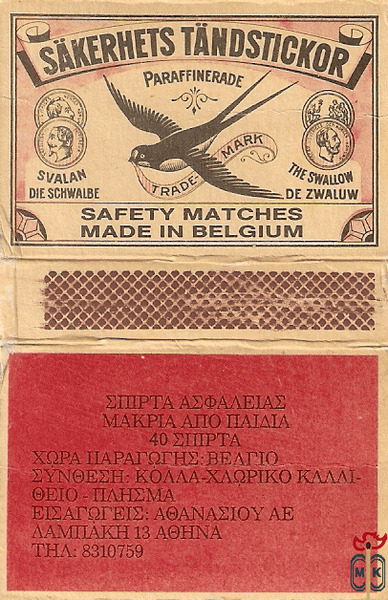 SÄKERHETS TÄNDSTICKOR
PARAFFINERADE
SVALAN
DIE SCHWALBE
TRADE MARK
THE SWALLOW
DE ZWALUW
SAFETY MATCHES
MADE IN BELGIUM
ΣΠΙΡΤΑ ΑΣΦΑΛΕΙΑΣ
ΜΑΚΡΙΑ ΑΠΟ ΠΑΙΔΙΑ
40 ΣΠΙΡΤΑ
ΧΩΡΑ ΠΑΡΑΓΩΓΗΣ: ΒΕΛΓΙΟ
ΣΥΝΘΕΣΗ: ΚΟΛΛΑ-ΧΛΩΡΙΚΟ ΚΑΛΛΙ-
ΘΕΙΟ - ΠΛΗΣΜΑ
ΕΙΣΑΓΩΓΕΙΣ: ΑΘΑΝΑΣΙΟΥ ΑΕ
ΛΑΜΠΑΚΗ 13 ΑΘΗΝΑ
ΤΗΛ: 8310759
M K